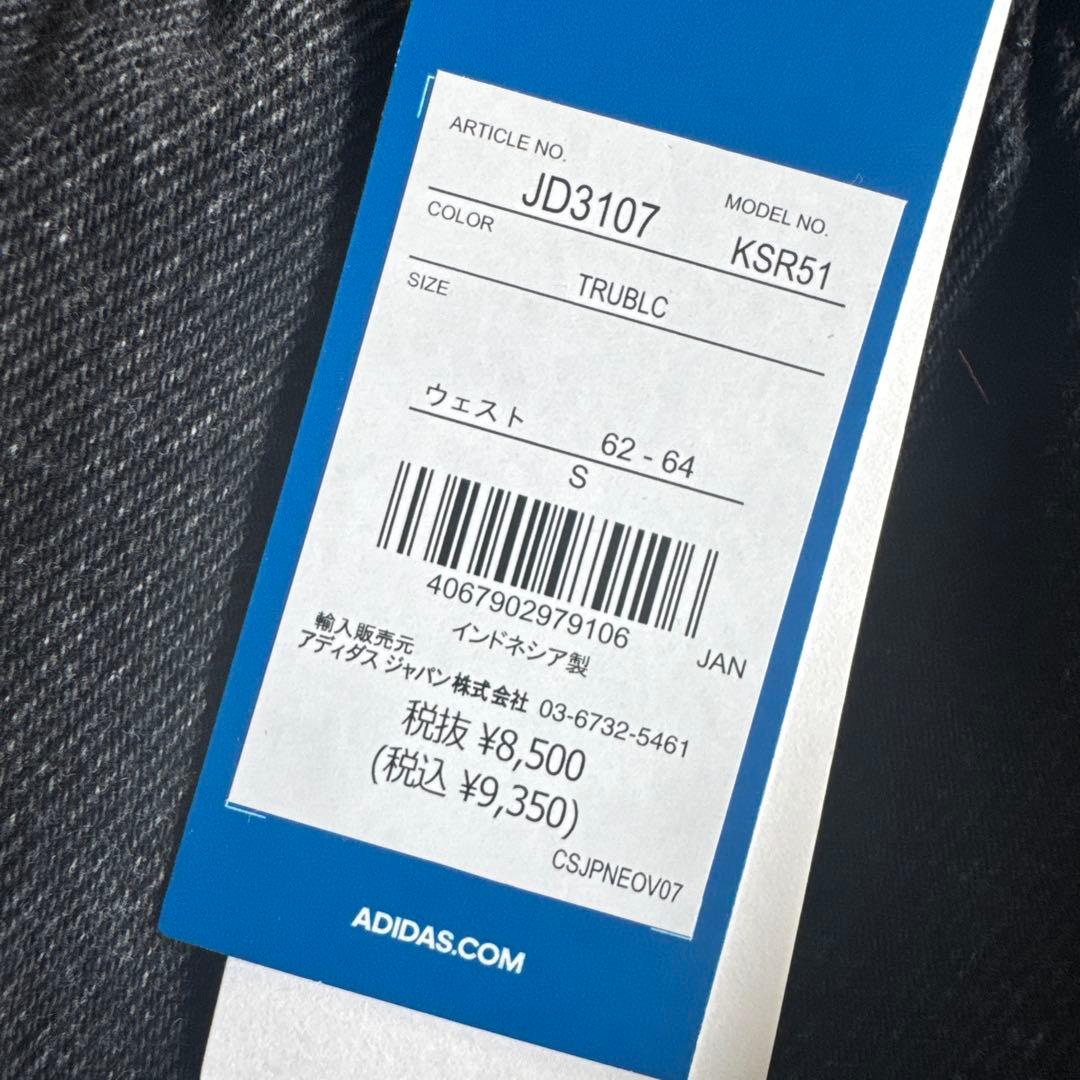 ARTICLE NO.
JD3107
MODEL NO.
KSR51
COLOR
TRUBLC
SIZE
ウェスト 62 - 64
S
4067902979106
JAN
インドネシア製
輸入販売元
アディダス ジャパン株式会社 03-6732-5461
税抜 ¥8,500
(税込 ¥9,350)
CSJPNEOV07
ADIDAS.COM